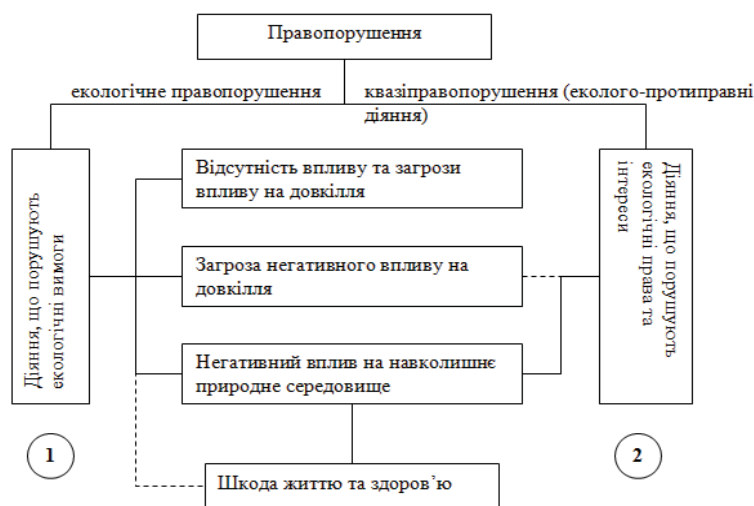 Правопорушення
екологічне правопорушення
квазіправопорушення (еколого-протиправні
діяння)
Діяння, що порушують
екологічні вимоги
Відсутність впливу та загрози
впливу на довкілля
Загроза негативного впливу на
довкілля
Негативний вплив на навколишнє
природне середовище
Діяння, що порушують
екологічні права та
інтереси
1
2
Шкода життю та здоров’ю